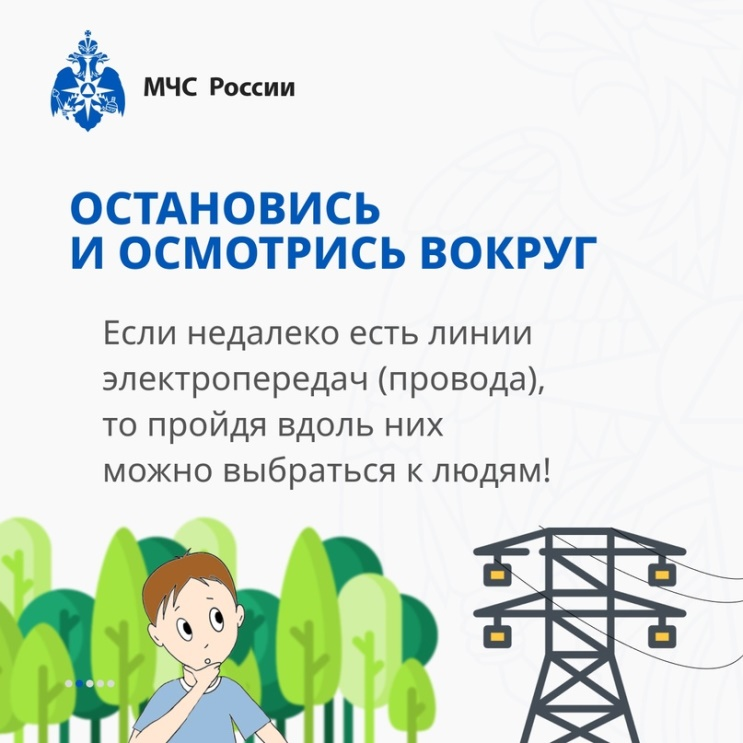 МЧС России
ОСТАНОВИСЬ
И ОСМОТРИСЬ ВОКРУГ
Если недалеко есть линии
электропередач (провода),
то пройдя вдоль них
можно выбраться к людям!